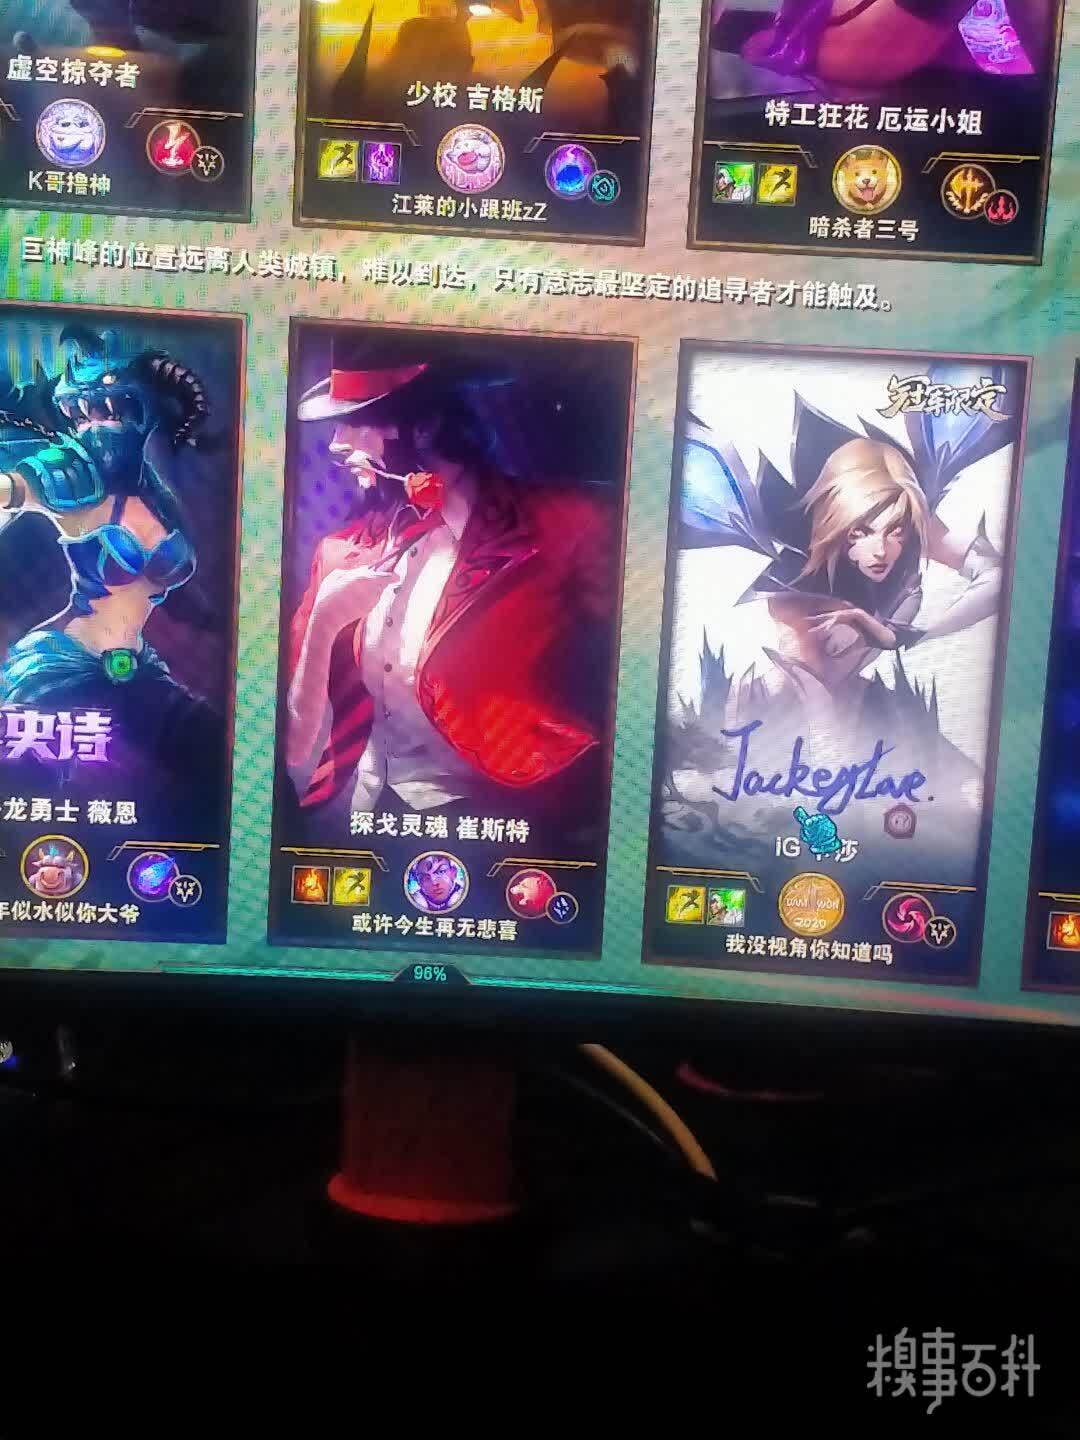 虚空掠夺者
少校 吉格斯
特工狂花 厄运小姐
K哥撸神
江莱的小跟班zZ
暗杀者三号
巨神峰的位置远离人类城镇，难以到达，只有意志最坚定的追寻者才能触及。
冠军限定
史诗
JackeyLove.
龙勇士 薇恩
探戈灵魂 崔斯特
iG 卡莎
年似水似你大爷
或许今生再无悲喜
DAM WON
2020
我没视角你知道吗
96%
糗事百科